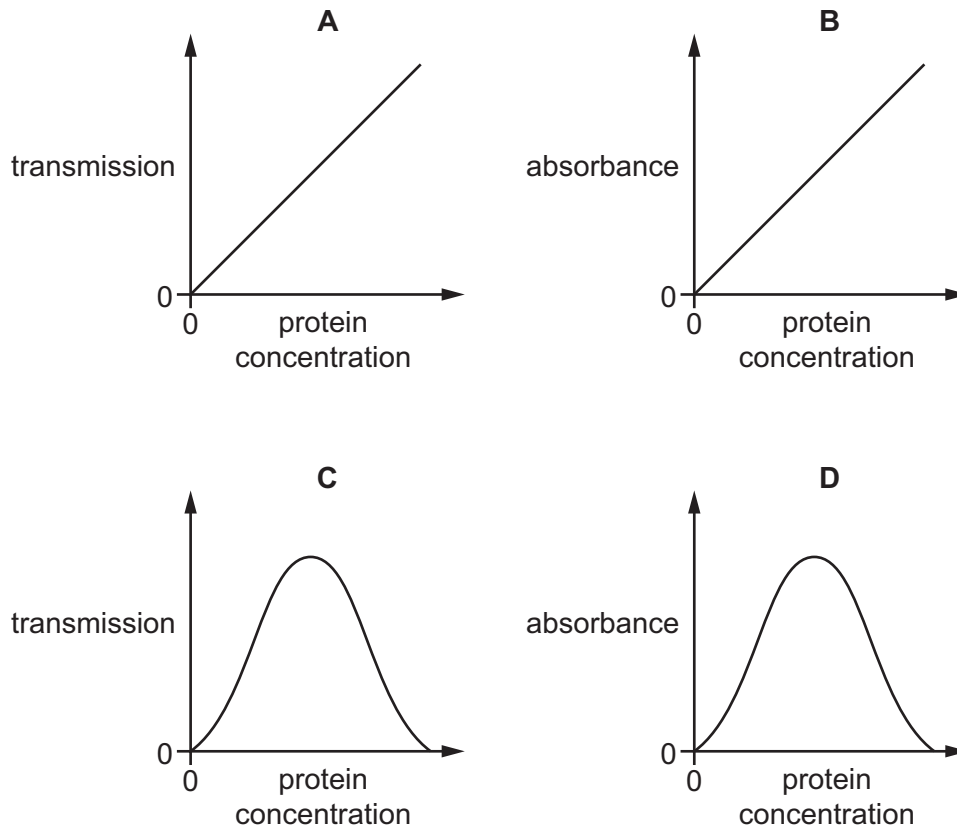 A
transmission
0
0
protein
concentration
B
absorbance
0
0
protein
concentration
C
transmission
0
0
protein
concentration
D
absorbance
0
0
protein
concentration